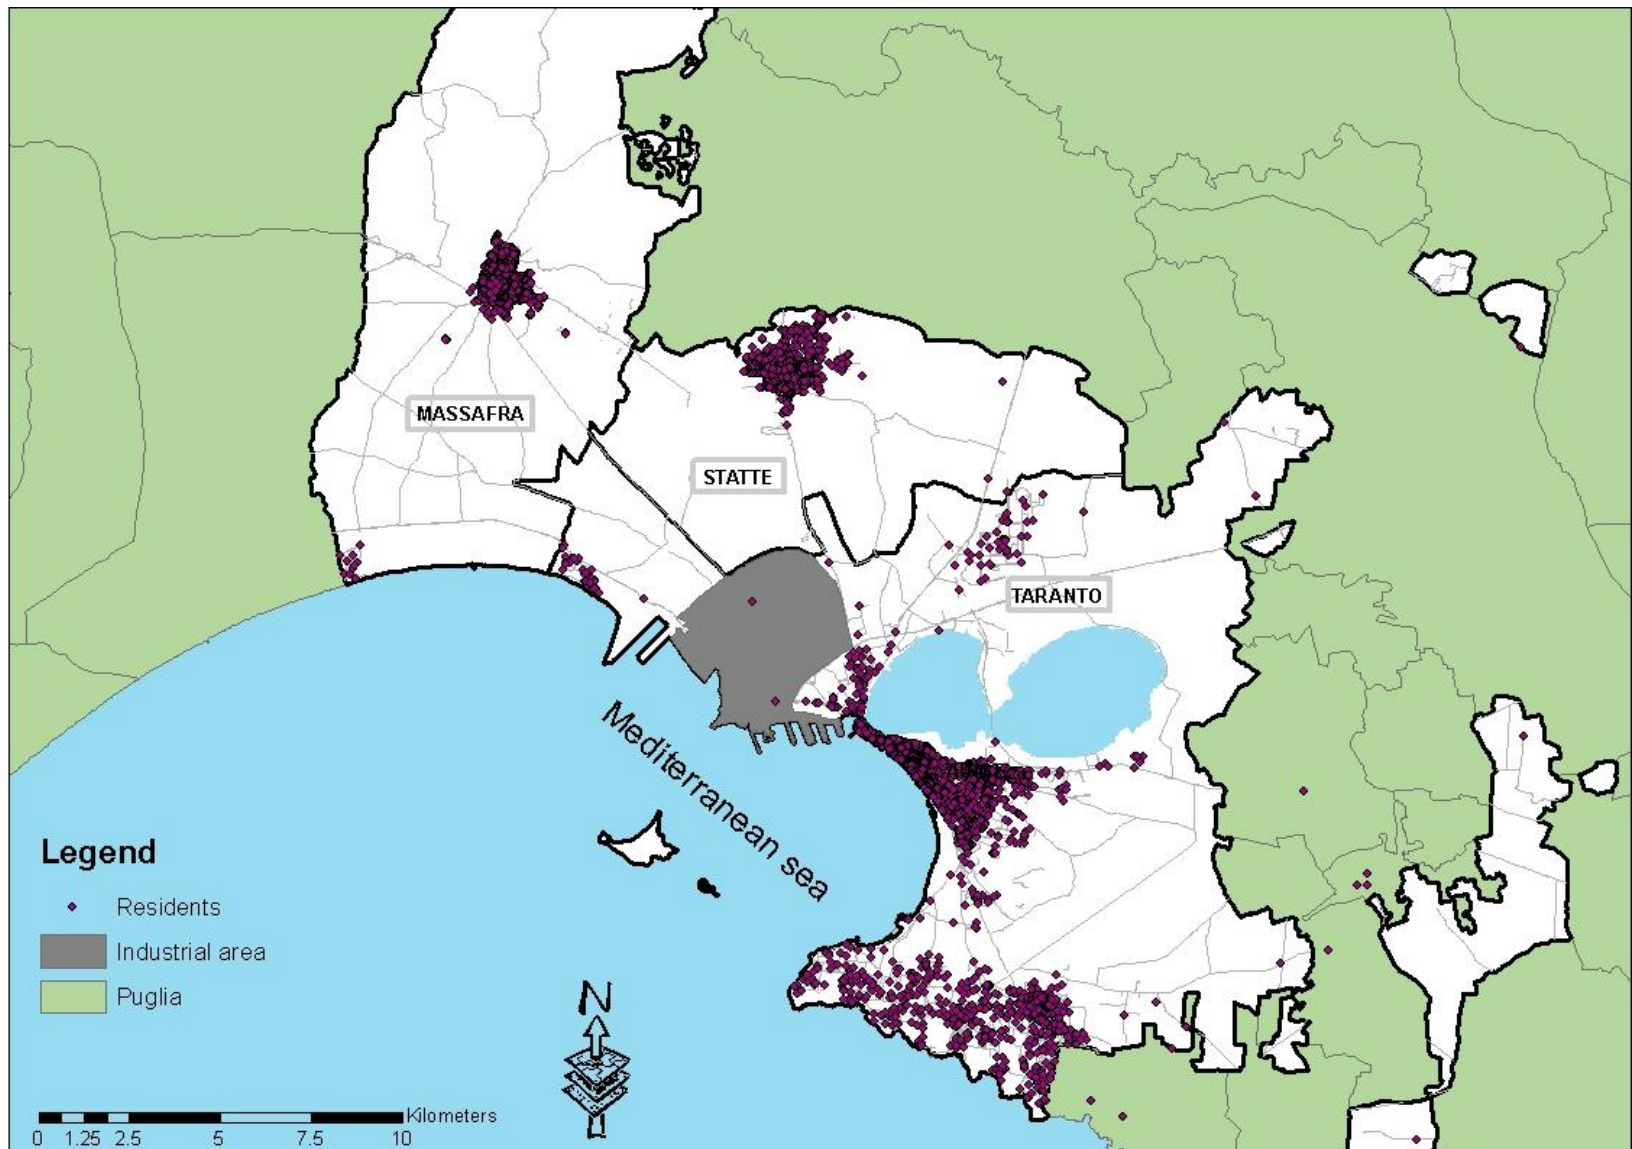 MASSAFRA
STATTE
TARANTO
Mediterranean sea
Legend
Residents
Industrial area
Puglia
N
Kilometers
0 1.25 2.5 5 7.5 10